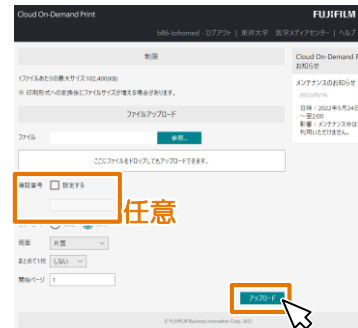 Cloud On-Demand Print
FUJIFILM
b86-tohomed - ログアウト | 東邦大学 医学メディアセンター | ヘルプ
制限
1ファイルあたりの最大サイズ:102,400(KB)
※ 印刷形式への変換後にファイルサイズが増える場合があります。
ファイルアップロード
ファイル
参照...
ここにファイルをドロップしてもアップロードできます。
確認番号 設定する
任意
両面 片面
まとめて1枚 しない
開始ページ 1
アップロード
© FUJIFILM Business Innovation Corp. 2021
Cloud On-Demand P
お知らせ
メンテナンスのお知らせ
2022/05/16
日時：2022年5月24日
～翌2:00
影響：メンテナンス中は
利用いただけません。